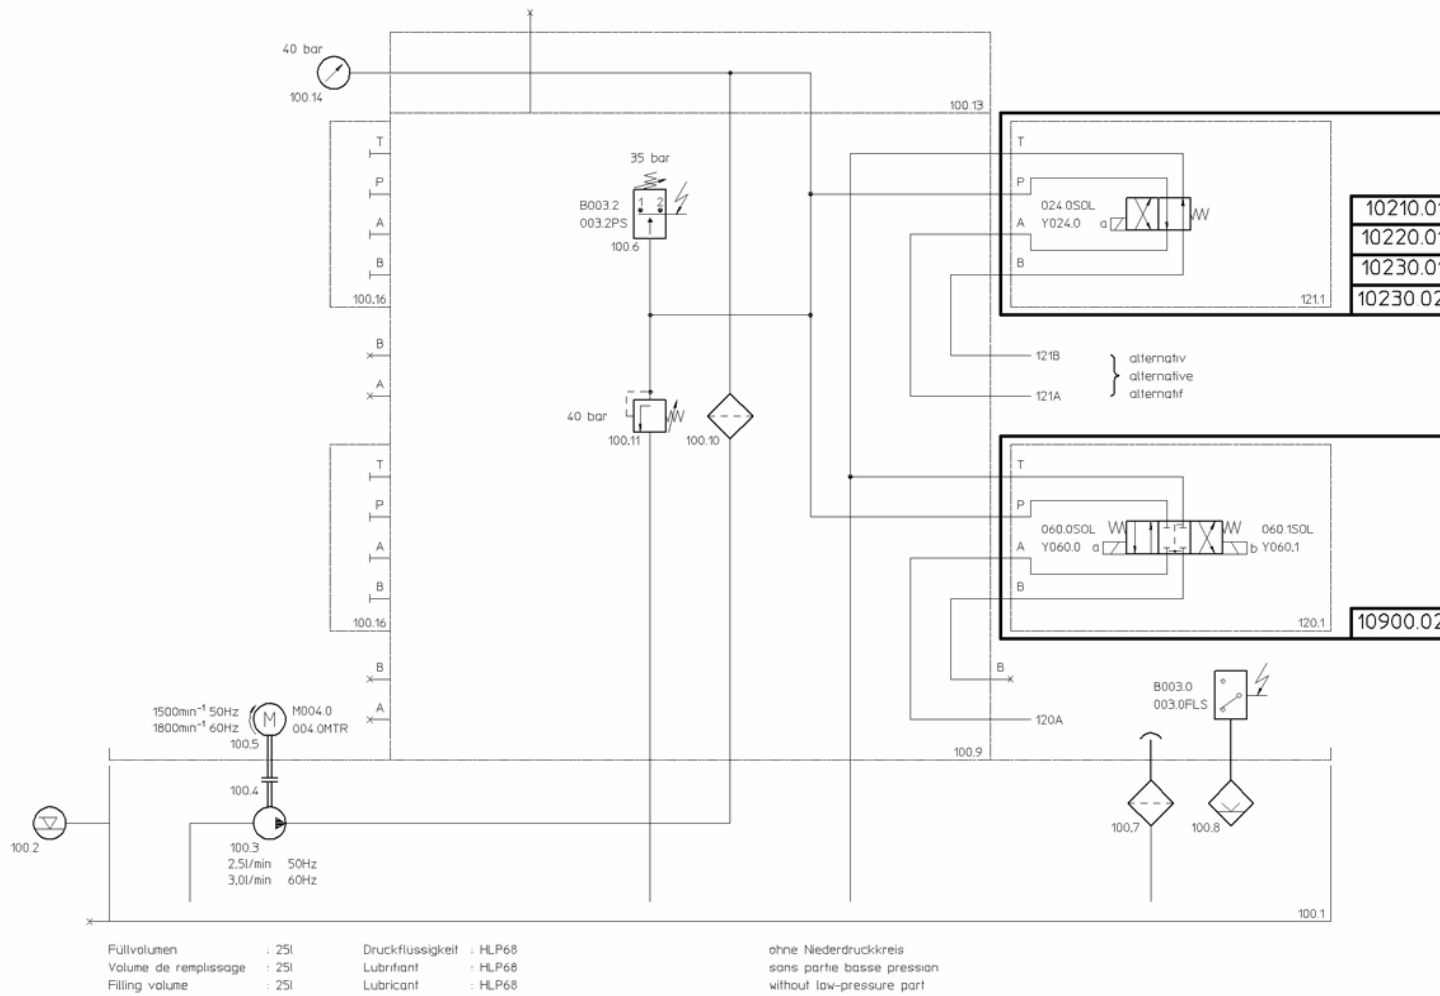 40 bar
100.14
100.13
T
P
A
B
100.16
B
A
35 bar
B003.2
003.2PS
1 2
100.6
40 bar
100.11
100.10
T
P
A
B
024.0SOL
Y024.0 a
121.1
10210.01
10220.01
10230.01
10230.02
121B
121A
alternativ
alternative
alternatif
T
P
A
B
100.16
B
A
T
P
A
B
060.0SOL
Y060.0 a
060.1SOL
b Y060.1
120.1
10900.02
B
120A
B003.0
003.0FLS
1500min⁻¹ 50Hz
1800min⁻¹ 60Hz
M
M004.0
004.0MTR
100.5
100.9
100.4
100.2
100.3
2,5l/min 50Hz
3,0l/min 60Hz
100.7
100.8
100.1
Füllvolumen : 25l
Volume de remplissage : 25l
Filling volume : 25l
Druckflüssigkeit : HLP68
Lubrifiant : HLP68
Lubricant : HLP68
ohne Niederdruckkreis
sans partie basse pression
without low-pressure part